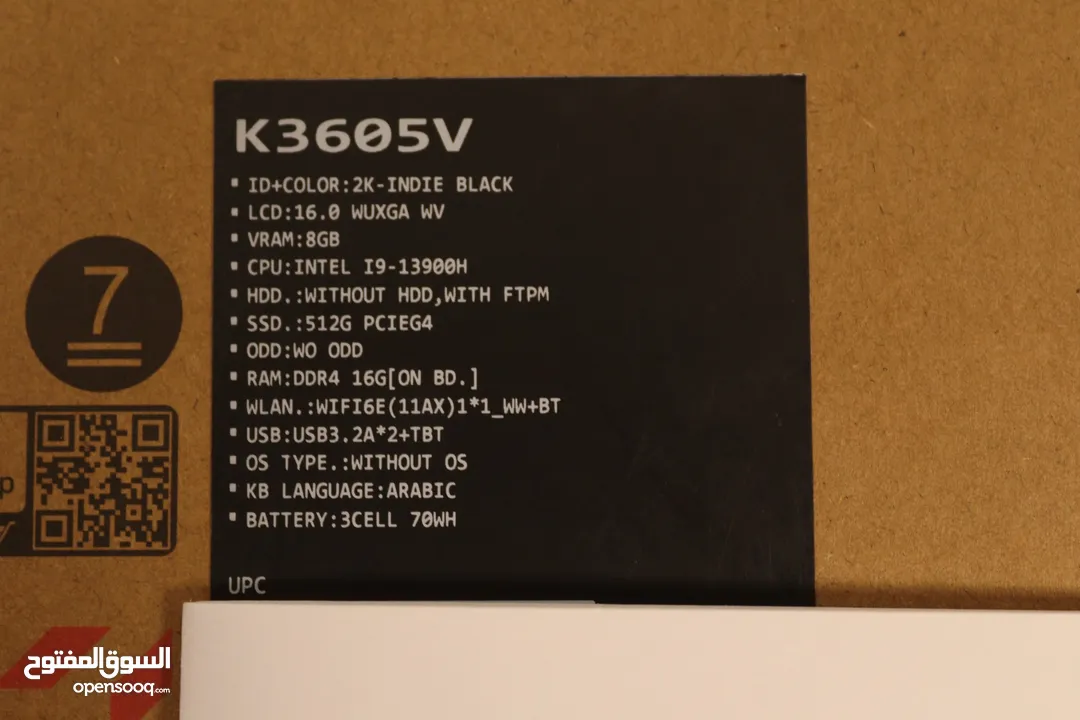 K3605V
▪ ID+COLOR:2K-INDIE BLACK
▪ LCD:16.0 WUXGA WV
▪ VRAM:8GB
▪ CPU:INTEL I9-13900H
▪ HDD.:WITHOUT HDD,WITH FTPM
▪ SSD.:512G PCIEG4
▪ ODD:WO ODD
▪ RAM:DDR4 16G[ON BD.]
▪ WLAN.:WIFI6E(11AX)1*1_WW+BT
▪ USB:USB3.2A*2+TBT
▪ OS TYPE.:WITHOUT OS
▪ KB LANGUAGE:ARABIC
▪ BATTERY:3CELL 70WH
UPC
7
p
السوق المفتوح
opensooq.com